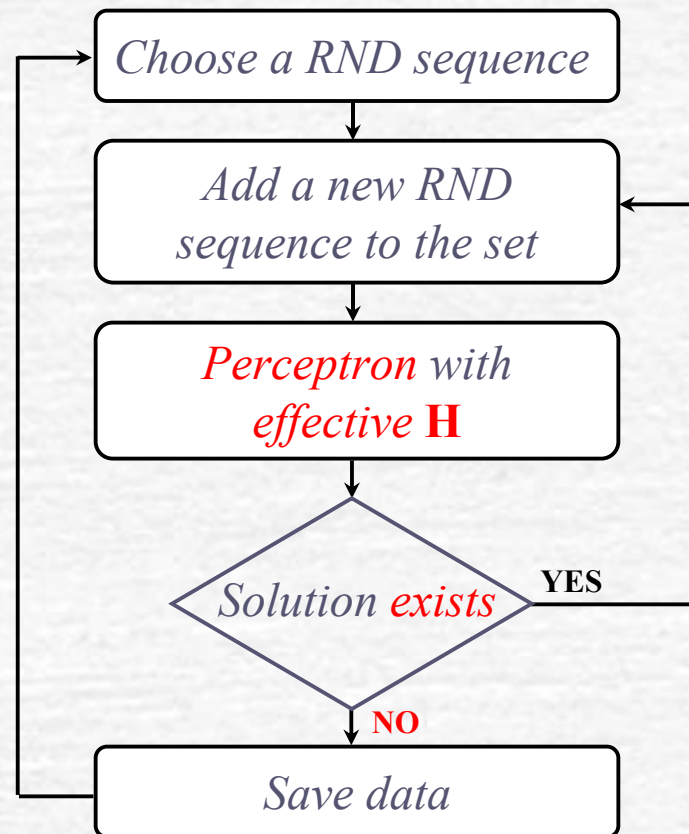 Choose a RND sequence
Add a new RND
sequence to the set
Perceptron with
effective H
Solution exists
YES
NO
Save data